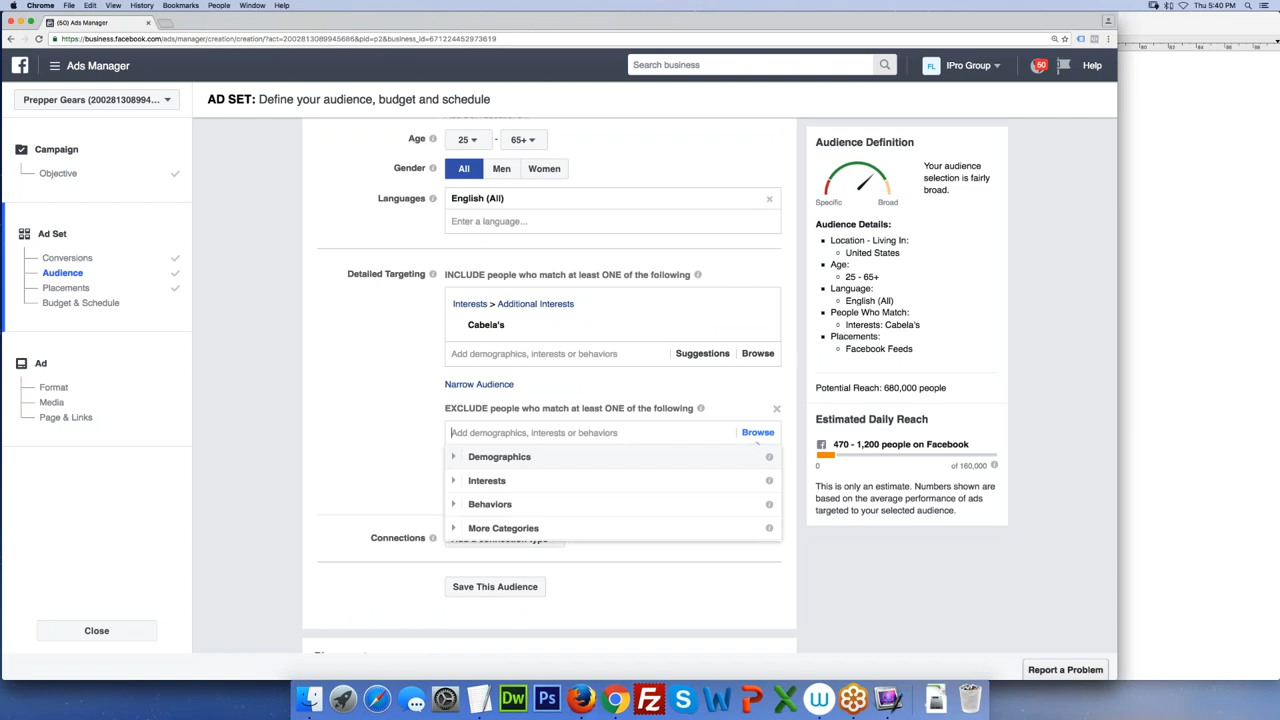 Chrome File Edit View History Bookmarks People Window Help Thu 5:40 PM
(50) Ads Manager
https://business.facebook.com/ads/manager/creation/creation/?act=2002813089945686&pid=p2&business_id=671224452973619
Ads Manager Search business FL IPro Group 50 Help
Prepper Gears (200281308994... AD SET: Define your audience, budget and schedule
Campaign
Objective
Ad Set
Conversions
Audience
Placements
Budget & Schedule
Ad
Format
Media
Page & Links
Close
Age 25 - 65+
Gender All Men Women
Languages English (All)
Enter a language...
Detailed Targeting INCLUDE people who match at least ONE of the following
Interests > Additional Interests
Cabela's
Add demographics, interests or behaviors Suggestions Browse
Narrow Audience
EXCLUDE people who match at least ONE of the following
Add demographics, interests or behaviors Browse
Demographics
Interests
Behaviors
More Categories
Connections
Save This Audience
Audience Definition
Your audience
selection is fairly
broad.
Specific Broad
Audience Details:
Location - Living In:
United States
Age:
25 - 65+
Language:
English (All)
People Who Match:
Interests: Cabela's
Placements:
Facebook Feeds
Potential Reach: 680,000 people
Estimated Daily Reach
470 - 1,200 people on Facebook
0 of 160,000
This is only an estimate. Numbers shown are
based on the average performance of ads
targeted to your selected audience.
Report a Problem
Dw Ps Fz S W P X W